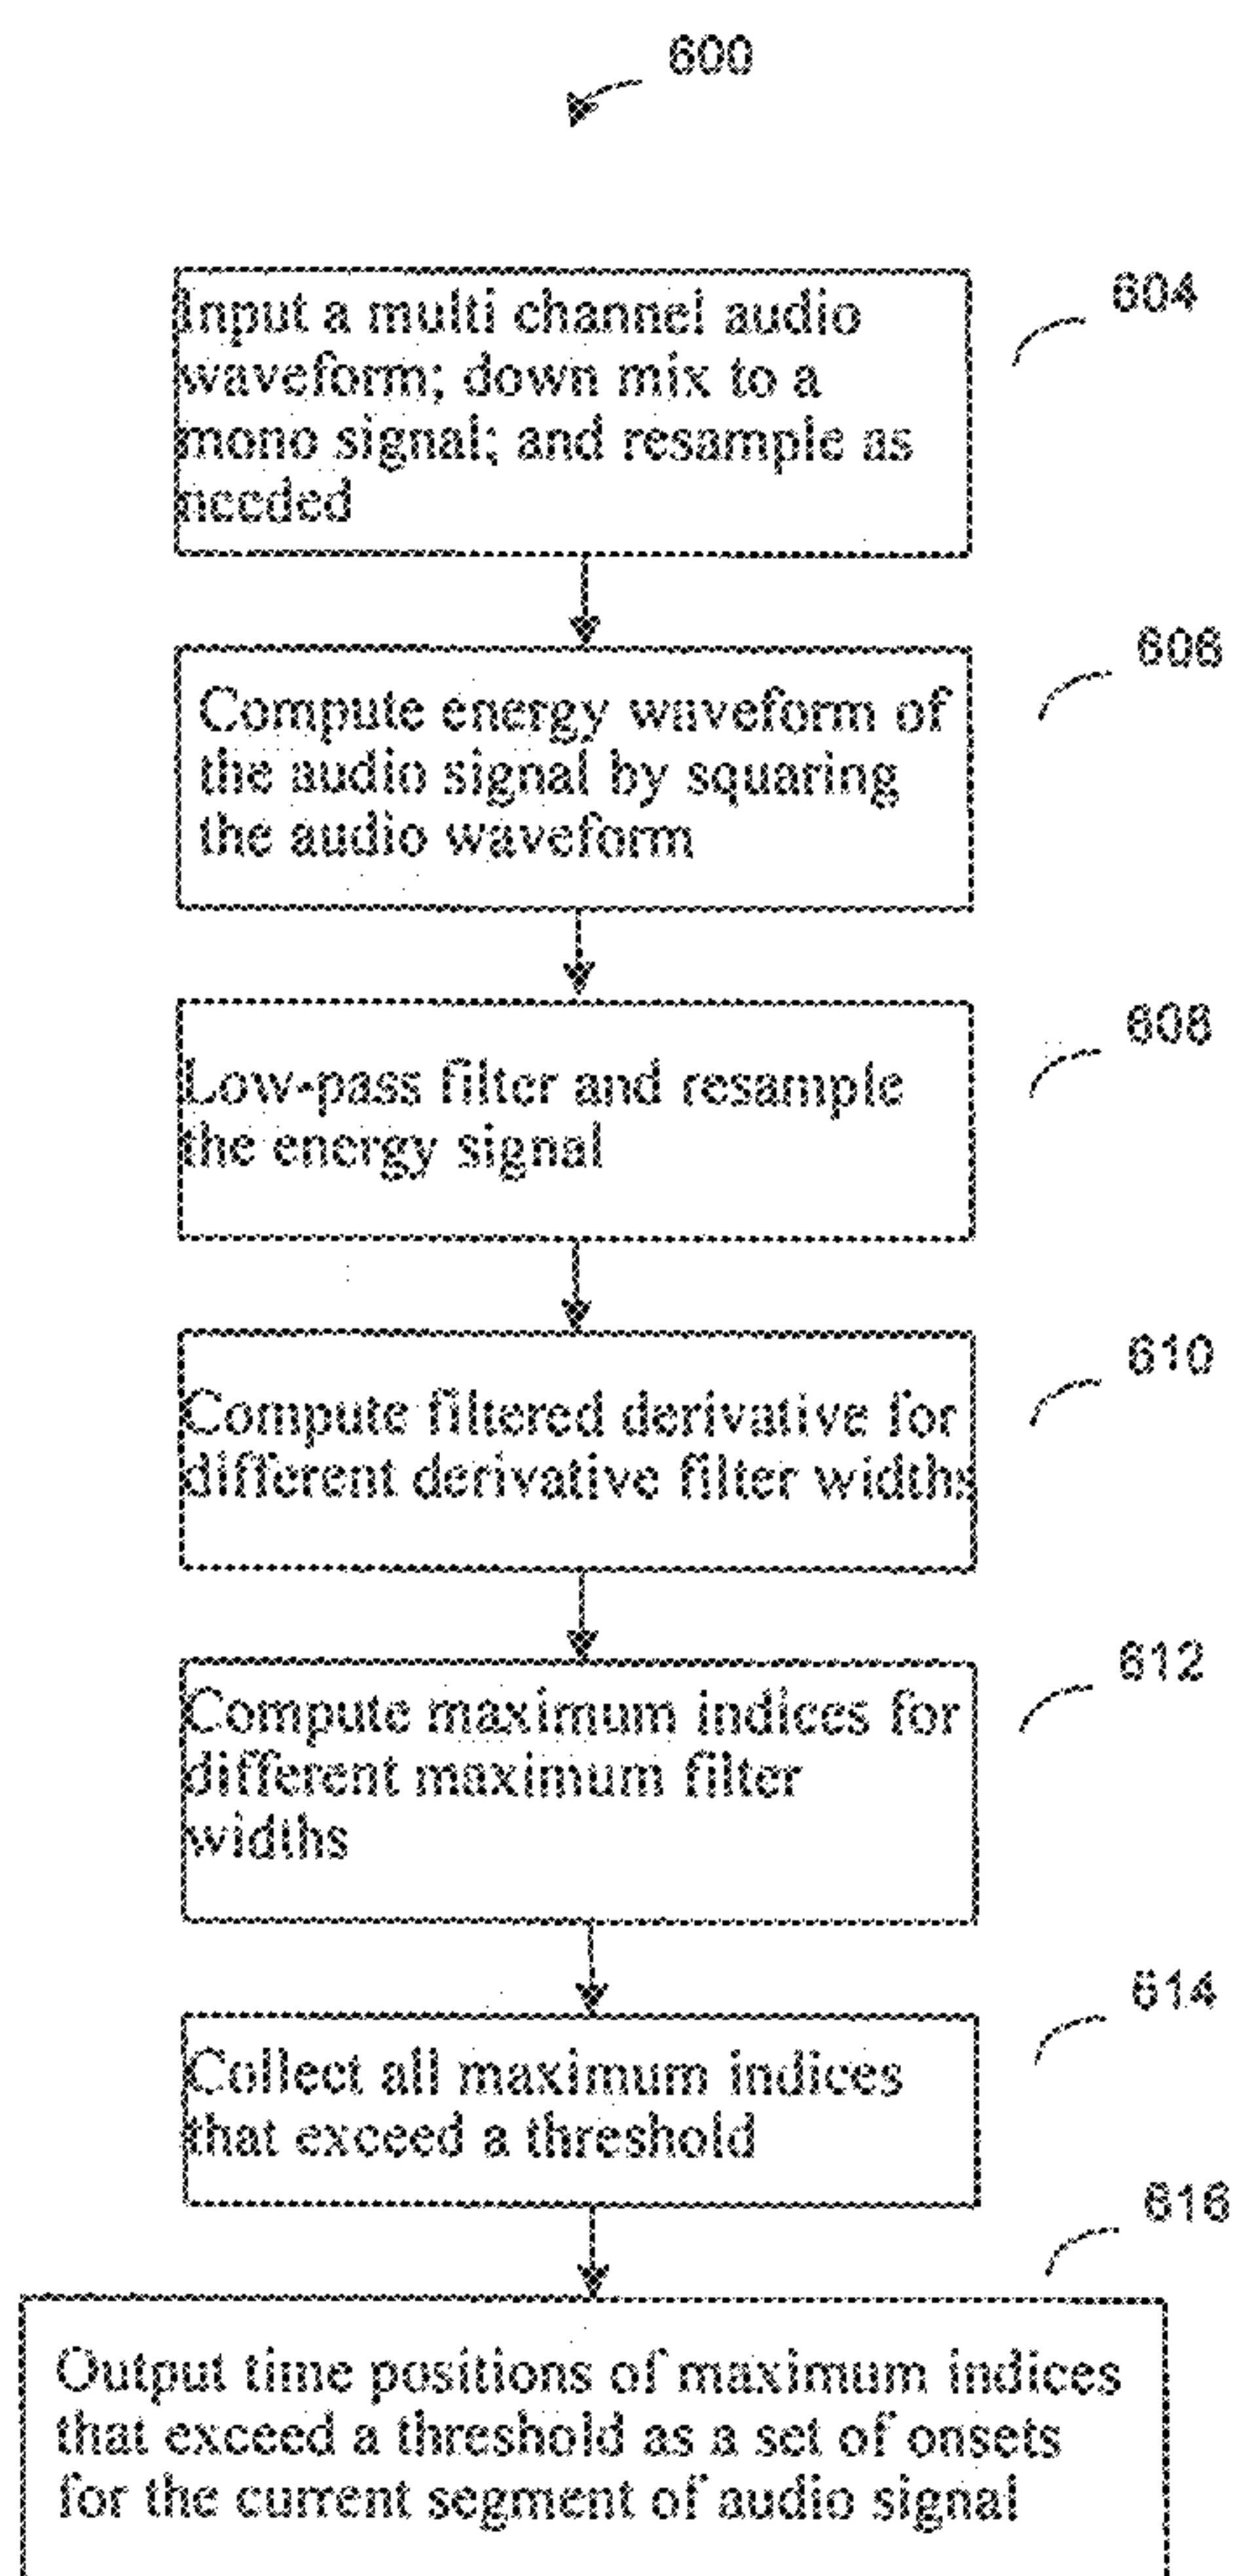 600
604
Input a multi channel audio
waveform; down mix to a
mono signal; and resample as
needed
606
Compute energy waveform of
the audio signal by squaring
the audio waveform
608
Low-pass filter and resample
the energy signal
610
Compute filtered derivative for
different derivative filter widths
612
Compute maximum indices for
different maximum filter
widths
614
Collect all maximum indices
that exceed a threshold
616
Output time positions of maximum indices
that exceed a threshold as a set of onsets
for the current segment of audio signal